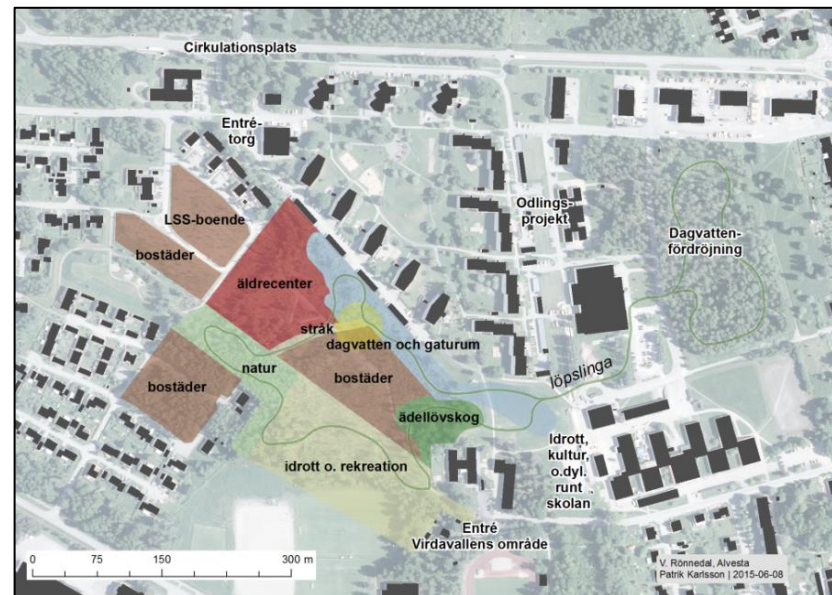 Cirkulationsplats
Entré-
torg
LSS-boende
Odlings-
projekt
Dagvatten-
fördröjning
bostäder
äldrecenter
stråk
dagvatten och gaturum
natur
bostäder
bostäder
löpslinga
ädellövskog
idrott o. rekreation
Idrott,
kultur,
o.dyl.
runt
skolan
Entré
Virdavallens område
0 75 150 300 m
V. Rönnedal, Alvesta
Patrik Karlsson | 2015-06-08